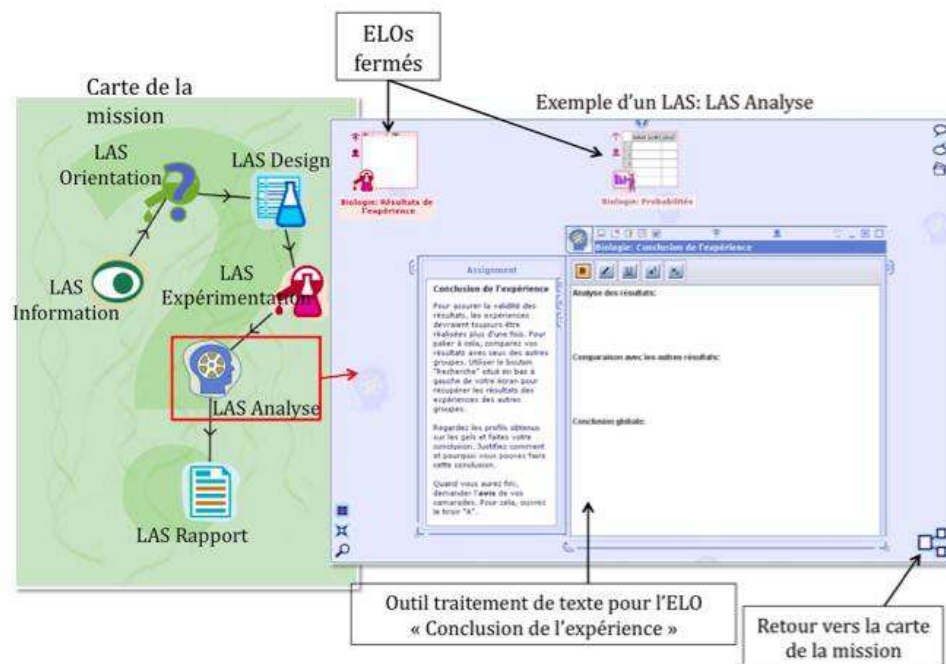 ELOs
fermés
Carte de la
mission
Exemple d'un LAS: LAS Analyse
LAS
Orientation
LAS Design
LAS
Information
LAS
Expérimentation
LAS Analyse
LAS Rapport
Biologie: Résultats de
l'expérience
Biologie: Probabilités
Biologie: Conclusion de l'expérience
Assignment
Conclusion de l'expérience
Pour assurer la validité des
résultats, les expériences
devraient toujours être
réalisées plus d'une fois. Pour
palier à cela, comparez vos
résultats avec ceux des autres
groupes. Utiliser le bouton
"Recherche" situé en bas à
gauche de votre écran pour
récupérer les résultats des
expériences des autres
groupes.
Regardez les profils obtenus
sur les gels et faites votre
conclusion. Justifiez comment
et pourquoi vous pouvez faire
cette conclusion.
Quand vous aurez fini,
demander l'avis de vos
camarades. Pour cela, ouvrez
le tiroir "A".
Analyse des résultats:
Comparaison avec les autres résultats:
Conclusion globale:
Outil traitement de texte pour l'ELO
« Conclusion de l'expérience »
Retour vers la carte
de la mission